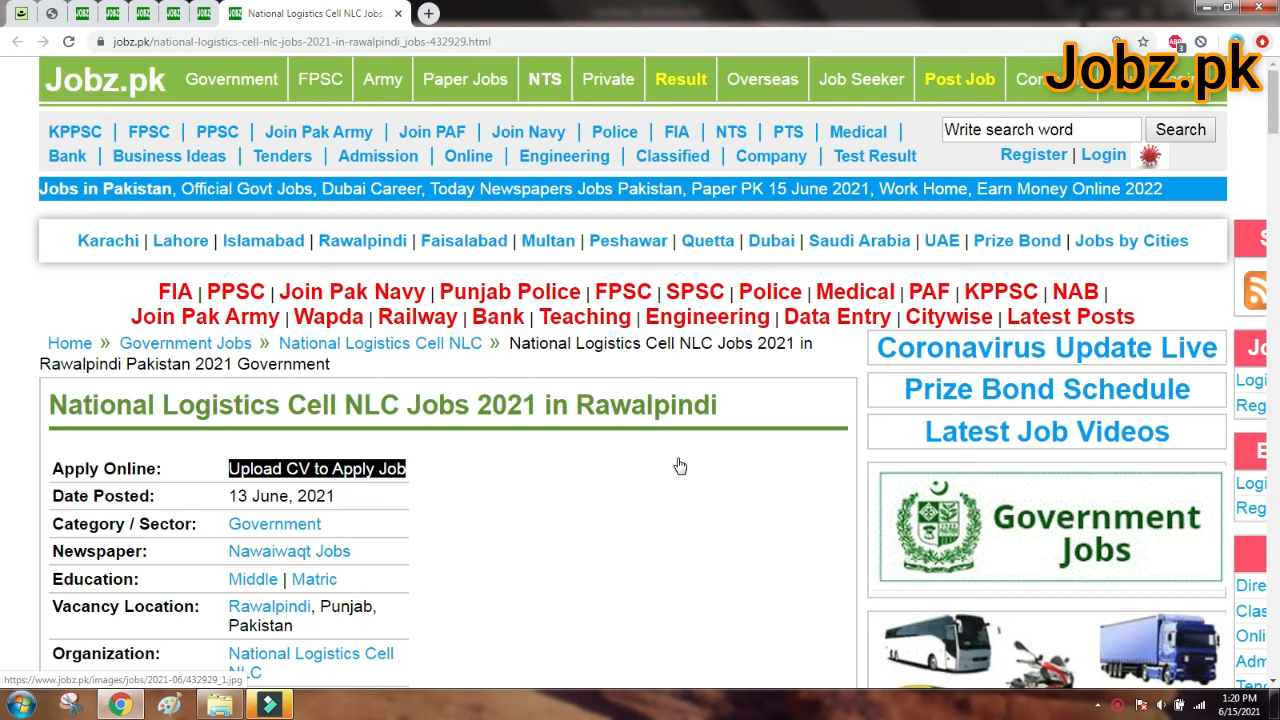 National Logistics Cell NLC Jobs
jobz.pk/national-logistics-cell-nlc-jobs-2021-in-rawalpindi_jobs-432929.html
Jobz.pk
Jobz.pk Government FPSC Army Paper Jobs NTS Private Result Overseas Job Seeker Post Job
KPPSC | FPSC | PPSC | Join Pak Army | Join PAF | Join Navy | Police | FIA | NTS | PTS | Medical |
Write search word Search
Bank | Business Ideas | Tenders | Admission | Online | Engineering | Classified | Company | Test Result
Register | Login
Jobs in Pakistan, Official Govt Jobs, Dubai Career, Today Newspapers Jobs Pakistan, Paper PK 15 June 2021, Work Home, Earn Money Online 2022
Karachi | Lahore | Islamabad | Rawalpindi | Faisalabad | Multan | Peshawar | Quetta | Dubai | Saudi Arabia | UAE | Prize Bond | Jobs by Cities
FIA | PPSC | Join Pak Navy | Punjab Police | FPSC | SPSC | Police | Medical | PAF | KPPSC | NAB |
Join Pak Army | Wapda | Railway | Bank | Teaching | Engineering | Data Entry | Citywise | Latest Posts
Home » Government Jobs » National Logistics Cell NLC » National Logistics Cell NLC Jobs 2021 in
Rawalpindi Pakistan 2021 Government
Coronavirus Update Live
Prize Bond Schedule
Latest Job Videos
National Logistics Cell NLC Jobs 2021 in Rawalpindi
Apply Online: Upload CV to Apply Job
Date Posted: 13 June, 2021
Category / Sector: Government
Newspaper: Nawaiwaqt Jobs
Education: Middle | Matric
Vacancy Location: Rawalpindi, Punjab,
Pakistan
Organization: National Logistics Cell
NLC
Government
Jobs
https://www.jobz.pk/images/jobs/2021-06/432929_1.jpg
1:20 PM
6/15/2021